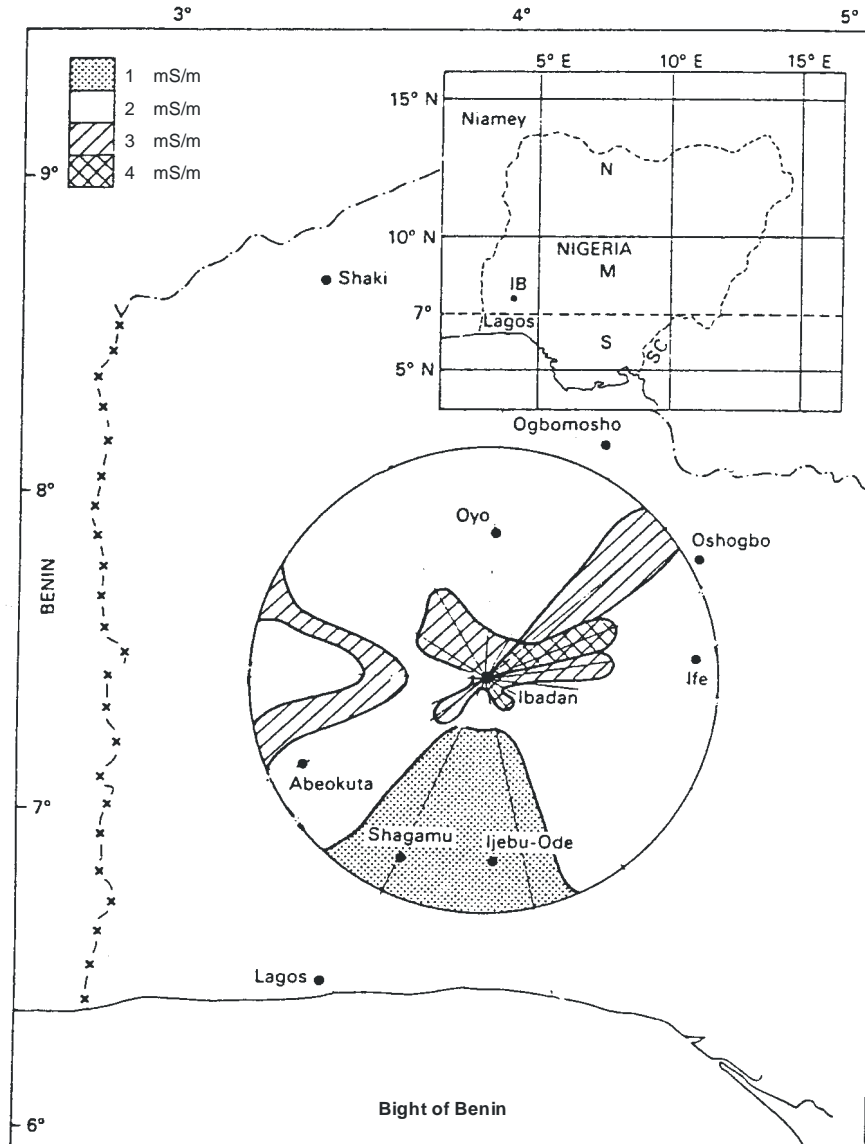 3° 4° 5°
1 mS/m
2 mS/m
3 mS/m
4 mS/m
5° E 10° E 15° E
15° N
Niamey
N
9°
10° N
NIGERIA
M
Shaki
IB
7°
Lagos
S
SC
5° N
Ogbomosho
8°
Oyo
Oshogbo
BENIN
Ife
Ibadan
Abeokuta
7°
Shagamu
Ijebu-Ode
Lagos
Bight of Benin
6°